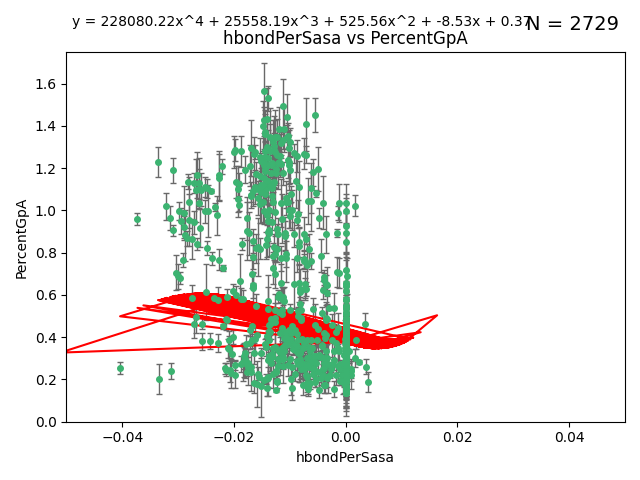 y = 228080.22x^4 + 25558.19x^3 + 525.56x^2 + -8.53x + 0.37
N = 2729
hbondPerSasa vs PercentGpA
1.6
1.4
1.2
1.0
0.8
0.6
0.4
0.2
0.0
PercentGpA
−0.04 −0.02 0.00 0.02 0.04
hbondPerSasa